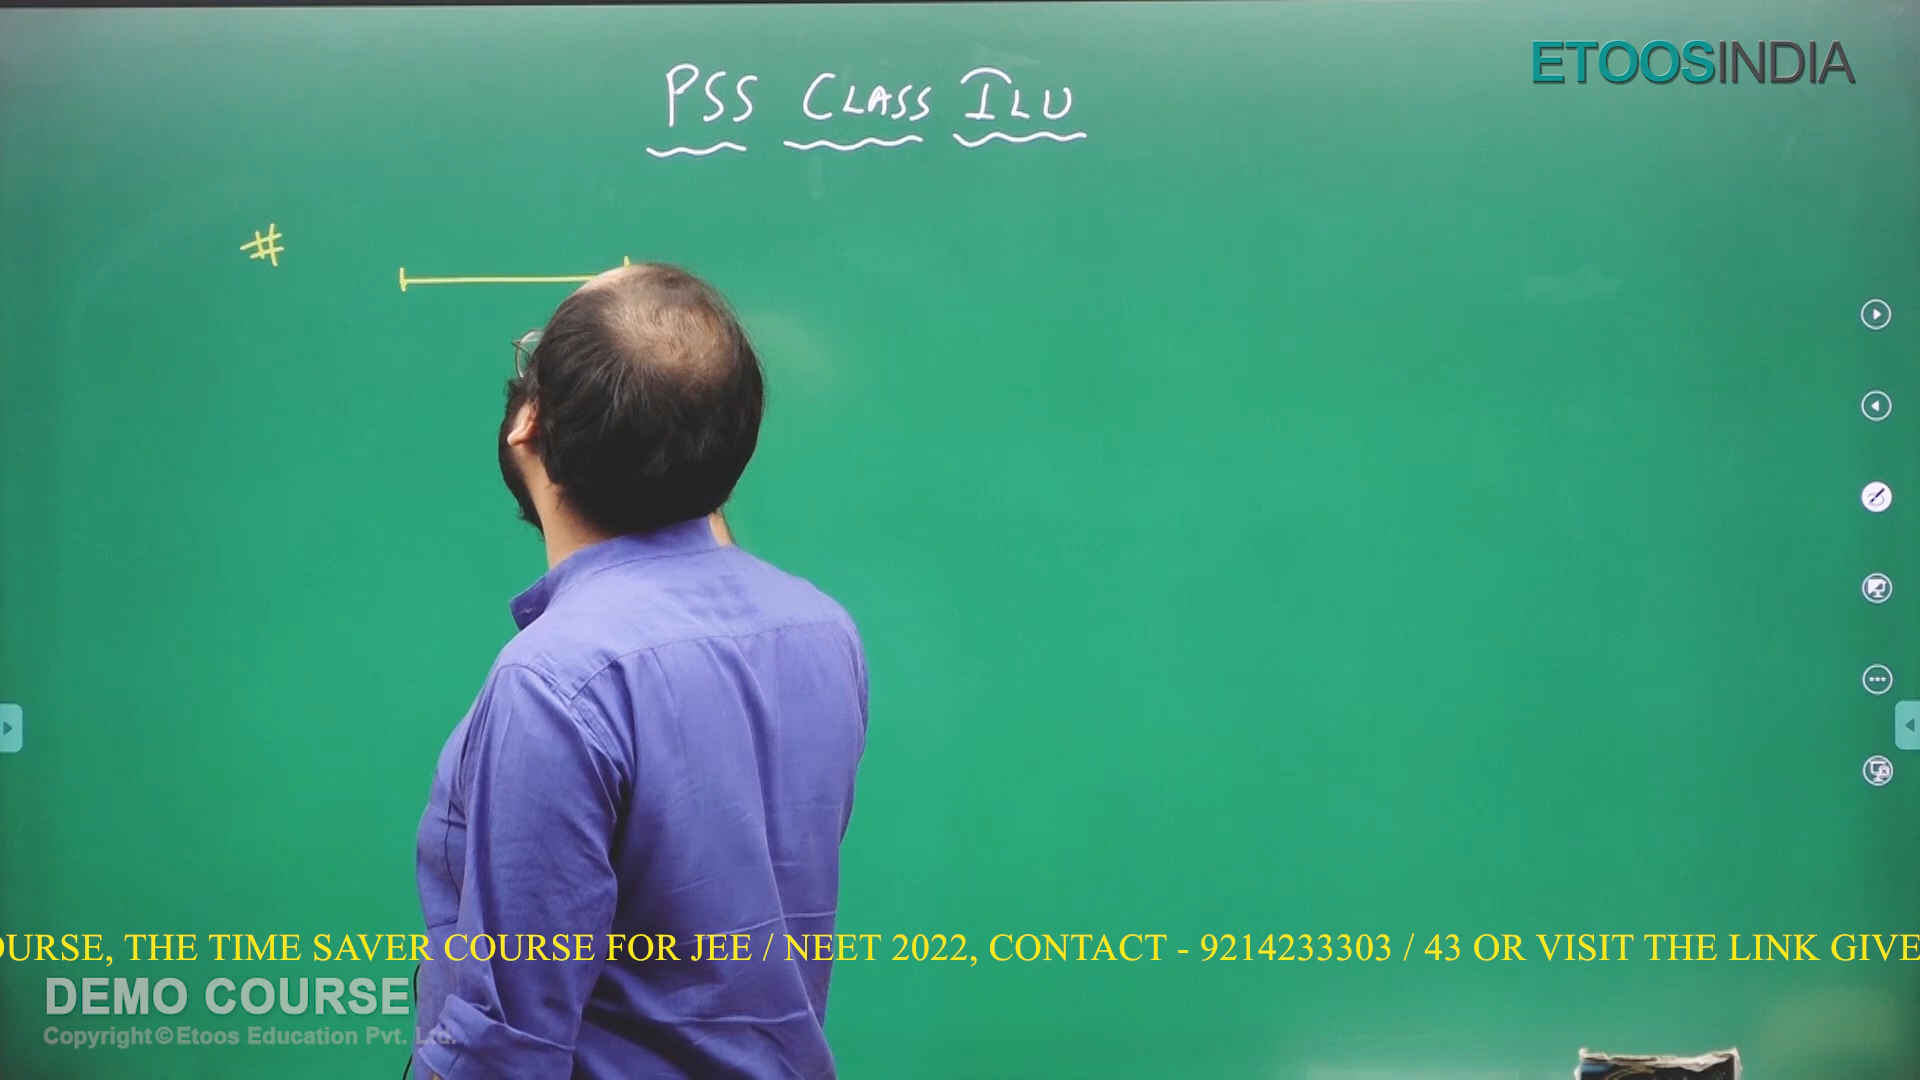 ETOOSINDIA
PSS CLASS ILU
#
OURSE, THE TIME SAVER COURSE FOR JEE / NEET 2022, CONTACT - 9214233303 / 43 OR VISIT THE LINK GIVE
DEMO COURSE
Copyright © Etoos Education Pvt. Ltd.